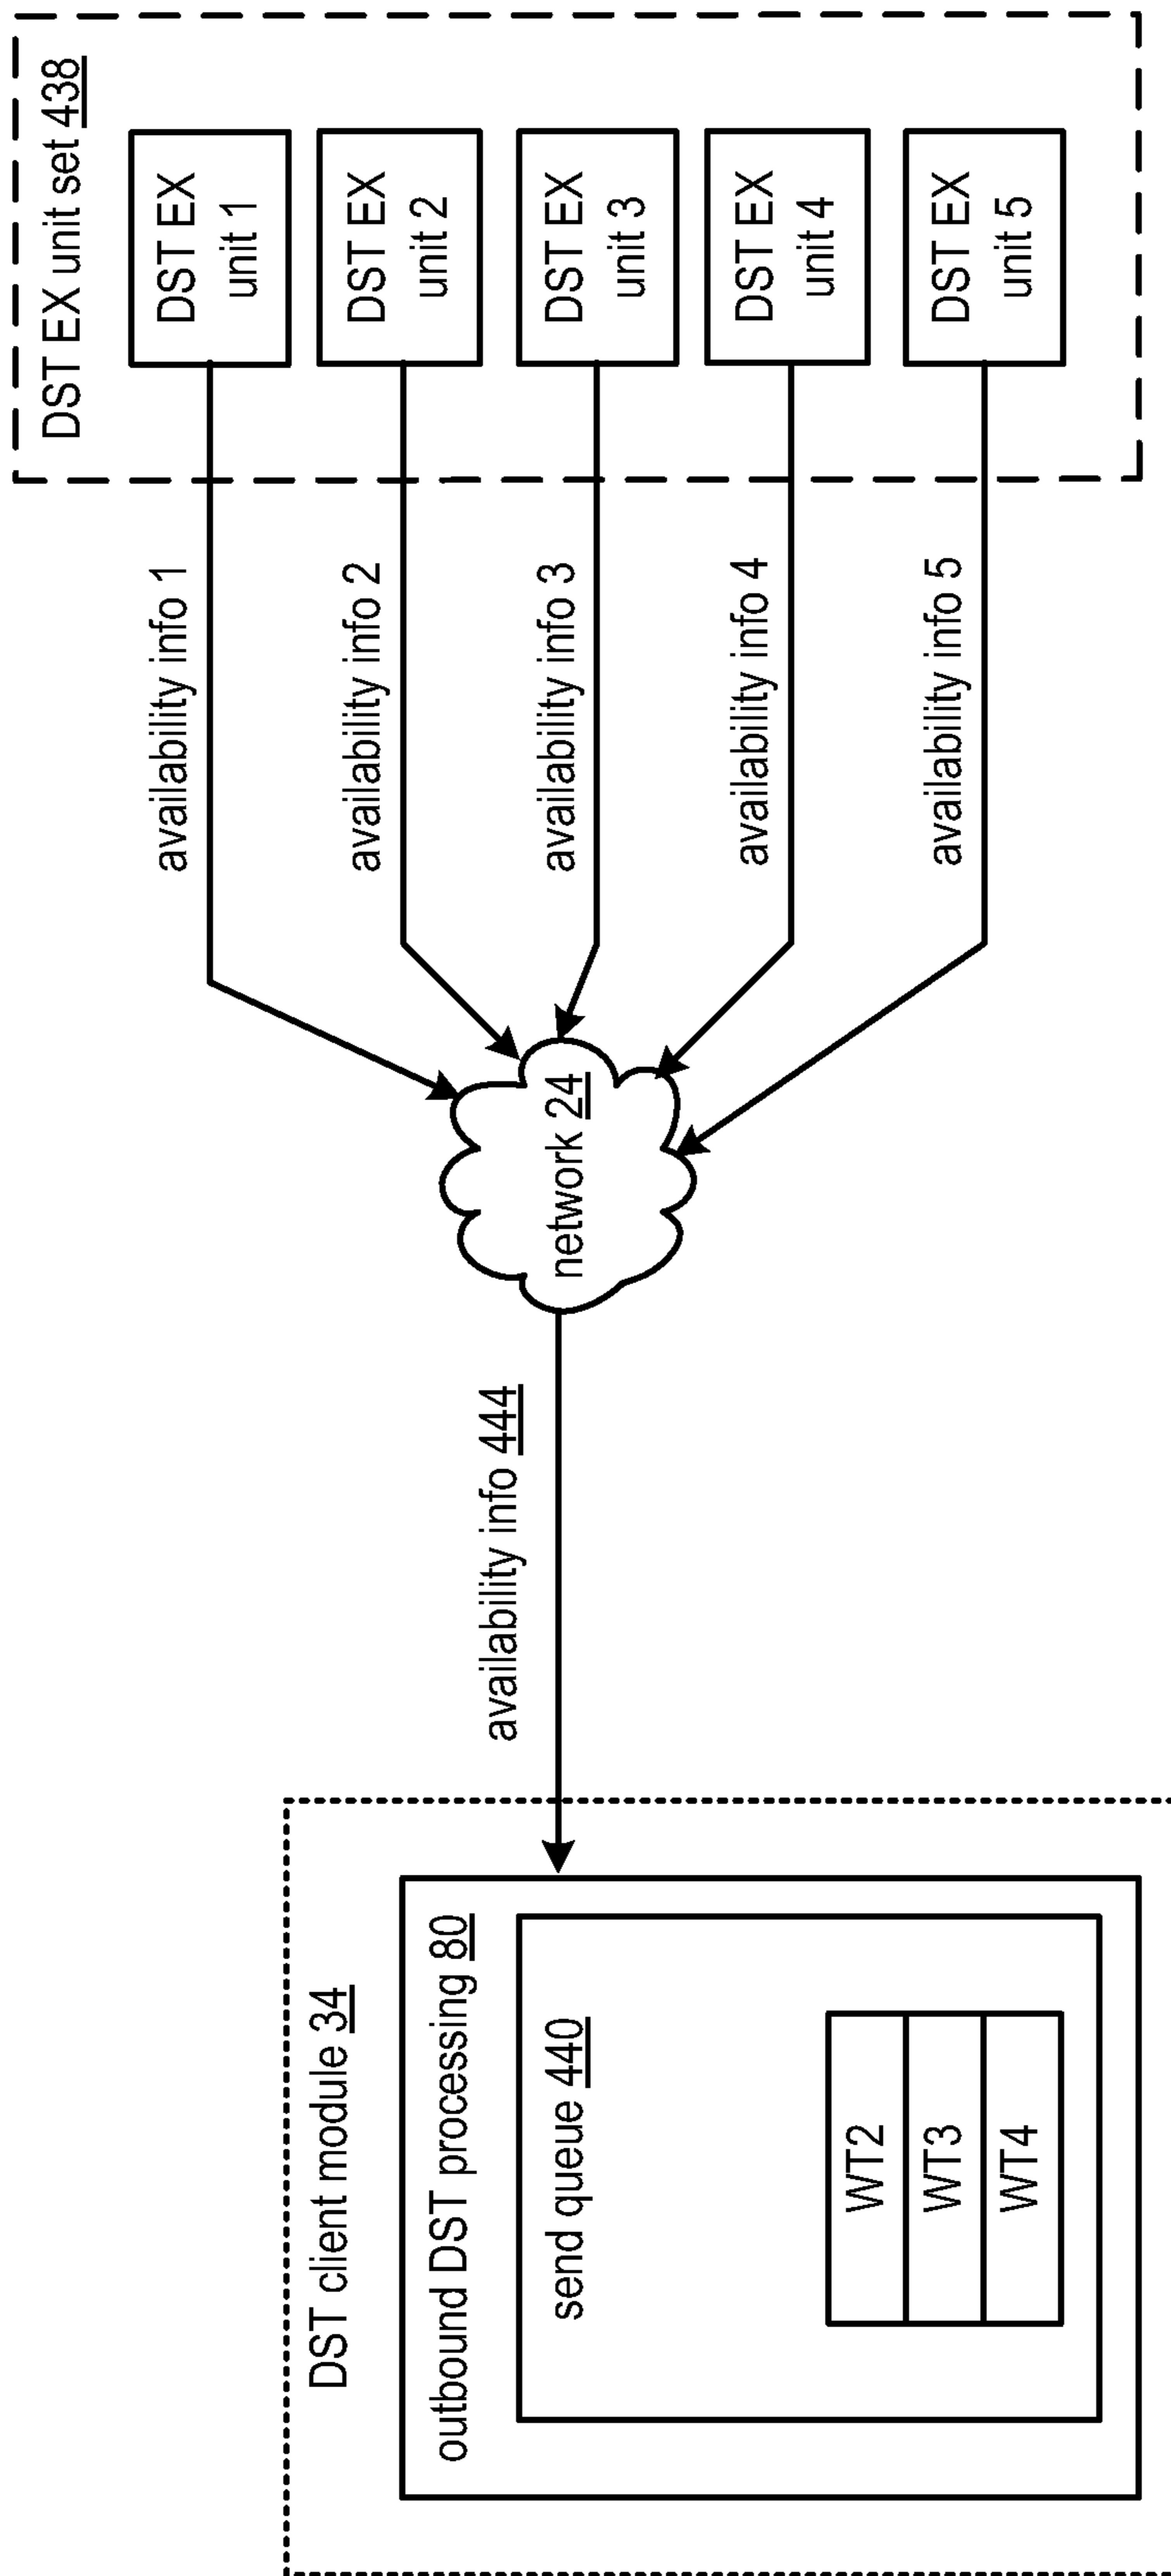 DST client module 34
outbound DST processing 80
send queue 440
WT2
WT3
WT4
availability info 444
network 24
availability info 1
availability info 2
availability info 3
availability info 4
availability info 5
DST EX unit set 438
DST EX
unit 1
DST EX
unit 2
DST EX
unit 3
DST EX
unit 4
DST EX
unit 5